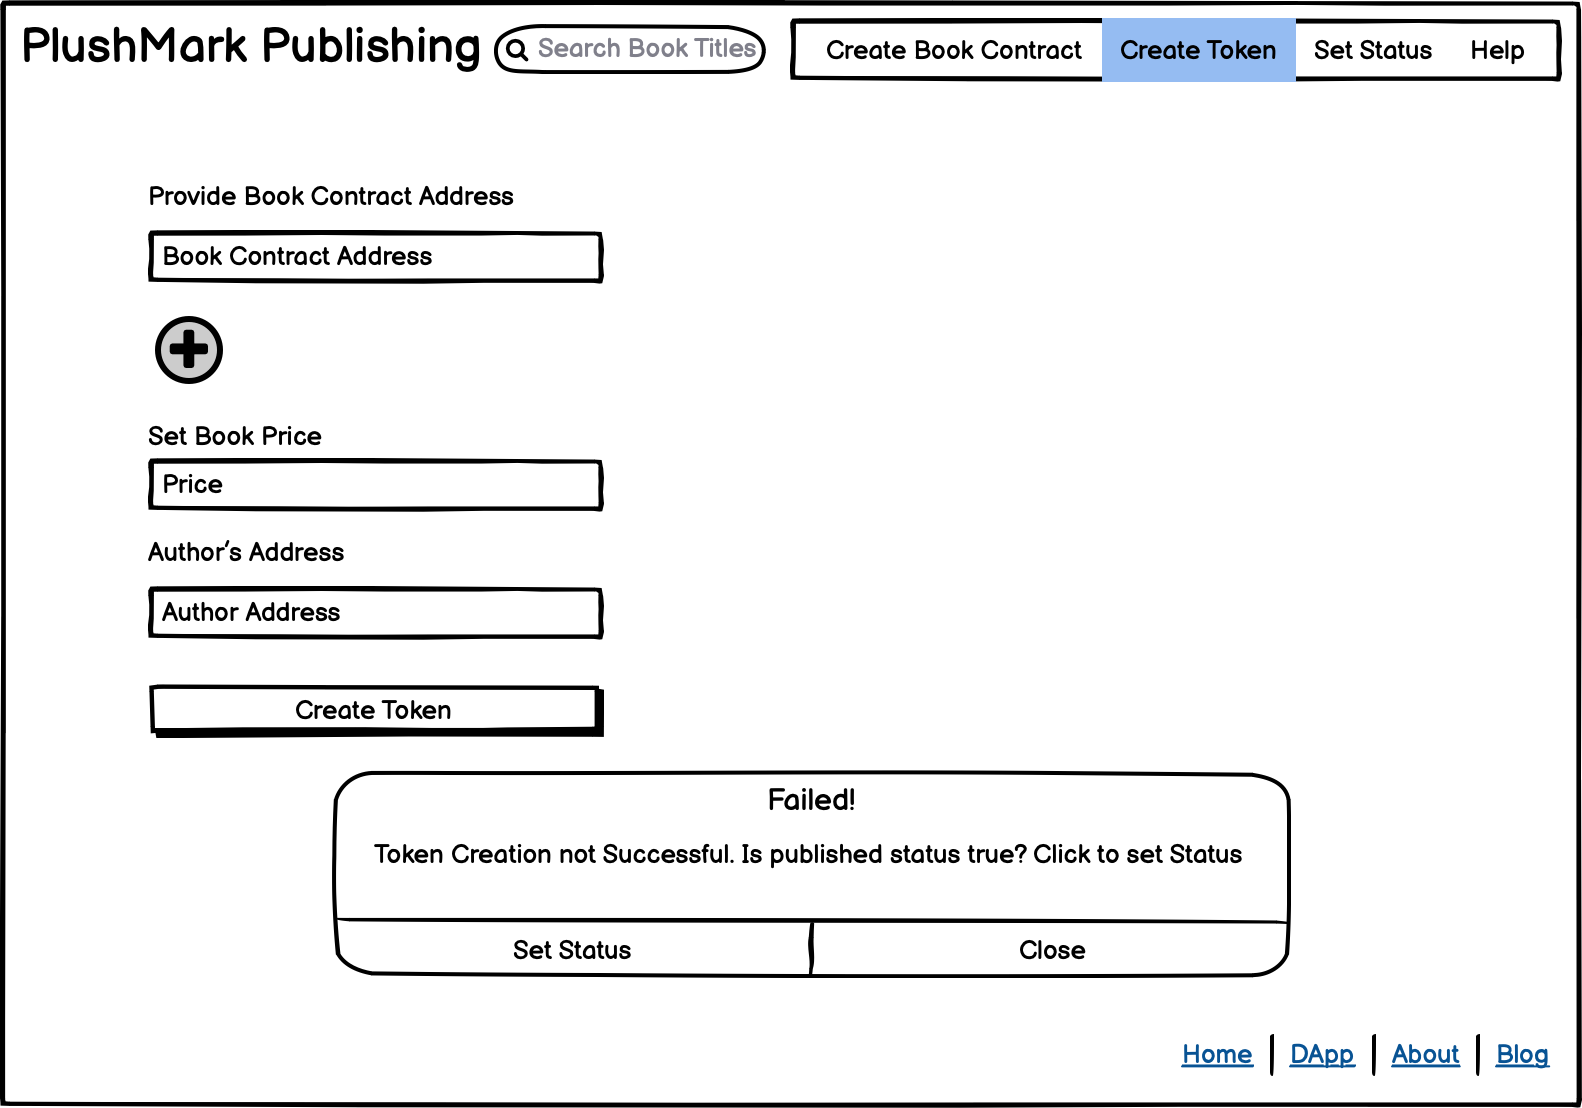 PlushMark Publishing
Search Book Titles
Create Book Contract Create Token Set Status Help
Provide Book Contract Address
Book Contract Address
Set Book Price
Price
Author's Address
Author Address
Create Token
Failed!
Token Creation not Successful. Is published status true? Click to set Status
Set Status Close
Home DApp About Blog